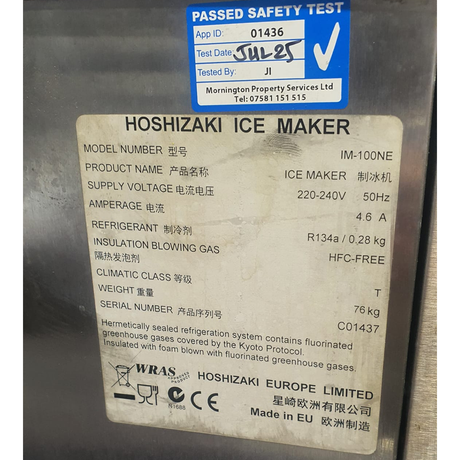 PASSED SAFETY TEST
App ID: 01436
Test Date: JUL 25
Tested By: JI
Mornington Property Services Ltd
Tel: 07581 151 515
HOSHIZAKI ICE MAKER
MODEL NUMBER 型号 IM-100NE
PRODUCT NAME 产品名称 ICE MAKER 制冰机
SUPPLY VOLTAGE 电流电压 220-240V 50Hz
AMPERAGE 电流 4.6 A
REFRIGERANT 制冷剂 R134a / 0,28 kg
INSULATION BLOWING GAS HFC-FREE
隔热发泡剂
CLIMATIC CLASS 等级 T
WEIGHT 重量 76 kg
SERIAL NUMBER 产品序列号 C01437
Hermetically sealed refrigeration system contains fluorinated
greenhouse gases covered by the Kyoto Protocol.
Insulated with foam blown with fluorinated greenhouse gases.
WRAS APPROVED PRODUCT
HOSHIZAKI EUROPE LIMITED
星崎欧洲有限公司
N1688 CE
Made in EU 欧洲制造